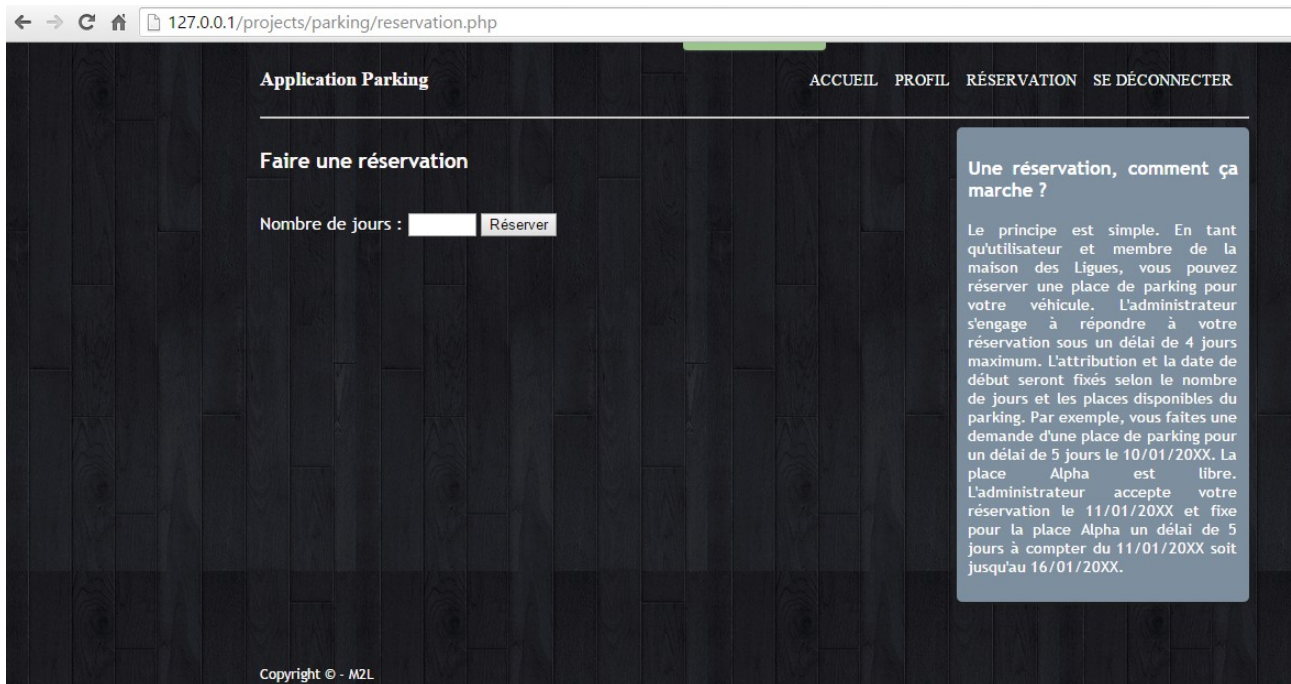 127.0.0.1/projects/parking/reservation.php
Application Parking
ACCUEIL PROFIL RÉSERVATION SE DÉCONNECTER
Faire une réservation
Nombre de jours : Réserver
Une réservation, comment ça
marche ?
Le principe est simple. En tant
qu'utilisateur et membre de la
maison des Ligues, vous pouvez
réserver une place de parking pour
votre véhicule. L'administrateur
s'engage à répondre à votre
réservation sous un délai de 4 jours
maximum. L'attribution et la date de
début seront fixés selon le nombre
de jours et les places disponibles du
parking. Par exemple, vous faites une
demande d'une place de parking pour
un délai de 5 jours le 10/01/20XX. La
place Alpha est libre.
L'administrateur accepte votre
réservation le 11/01/20XX et fixe
pour la place Alpha un délai de 5
jours à compter du 11/01/20XX soit
jusqu'au 16/01/20XX.
Copyright © - M2L